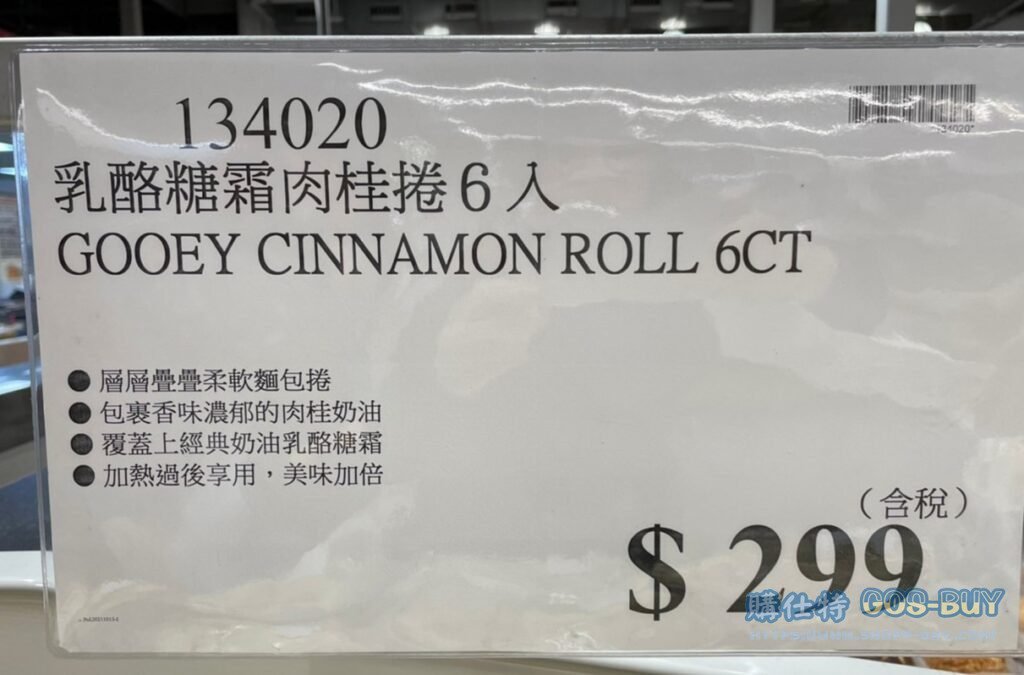 134020
乳酪糖霜肉桂捲6入
GOOEY CINNAMON ROLL 6CT
● 層層疊疊柔軟麵包捲
● 包裹香味濃郁的肉桂奶油
● 覆蓋上經典奶油乳酪糖霜
● 加熱過後享用，美味加倍
（含稅）
$ 299
購仕特 COS-BUY